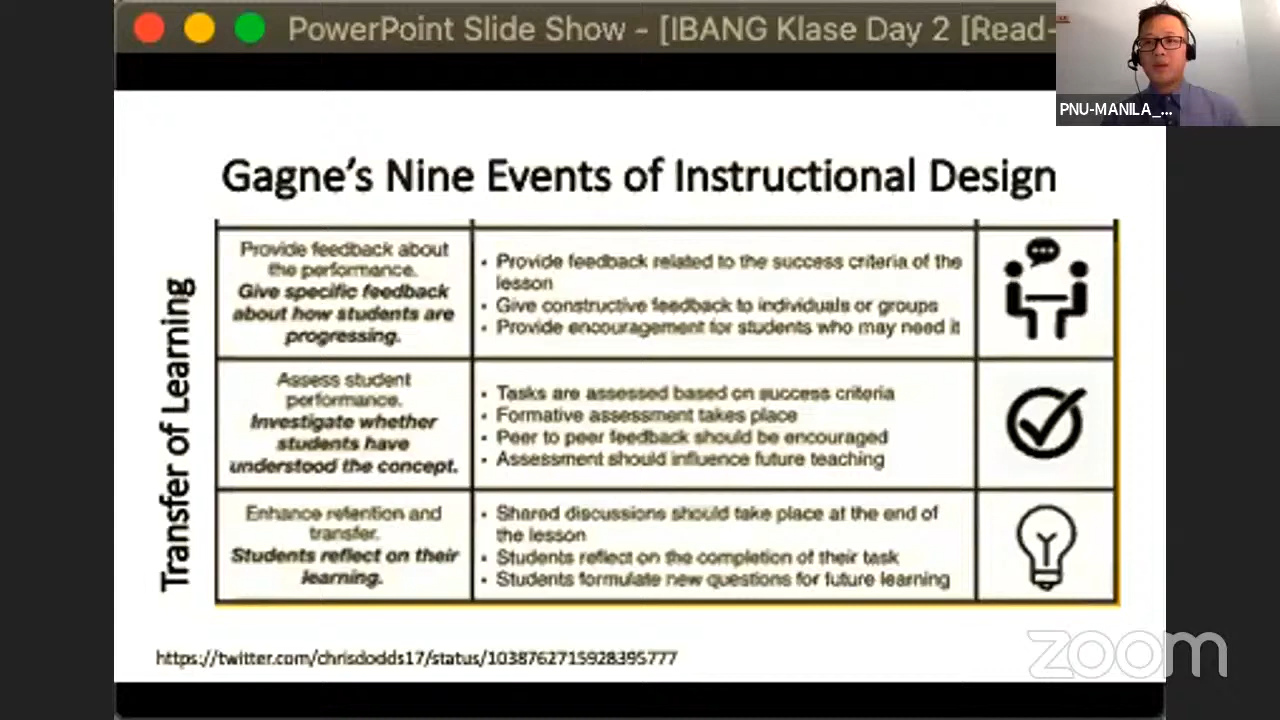 PowerPoint Slide Show – [IBANG Klase Day 2 [Read-
PNU-MANILA_...
Gagne's Nine Events of Instructional Design
Transfer of Learning
Provide feedback about
the performance.
Give specific feedback
about how students are
progressing.
• Provide feedback related to the success criteria of the
lesson
• Give constructive feedback to individuals or groups
• Provide encouragement for students who may need it
Assess student
performance.
Investigate whether
students have
understood the concept.
• Tasks are assessed based on success criteria
• Formative assessment takes place
• Peer to peer feedback should be encouraged
• Assessment should influence future teaching
Enhance retention and
transfer.
Students reflect on their
learning.
• Shared discussions should take place at the end of
the lesson
• Students reflect on the completion of their task
• Students formulate new questions for future learning
https://twitter.com/chrisdodds17/status/1038762715928395777
zoom